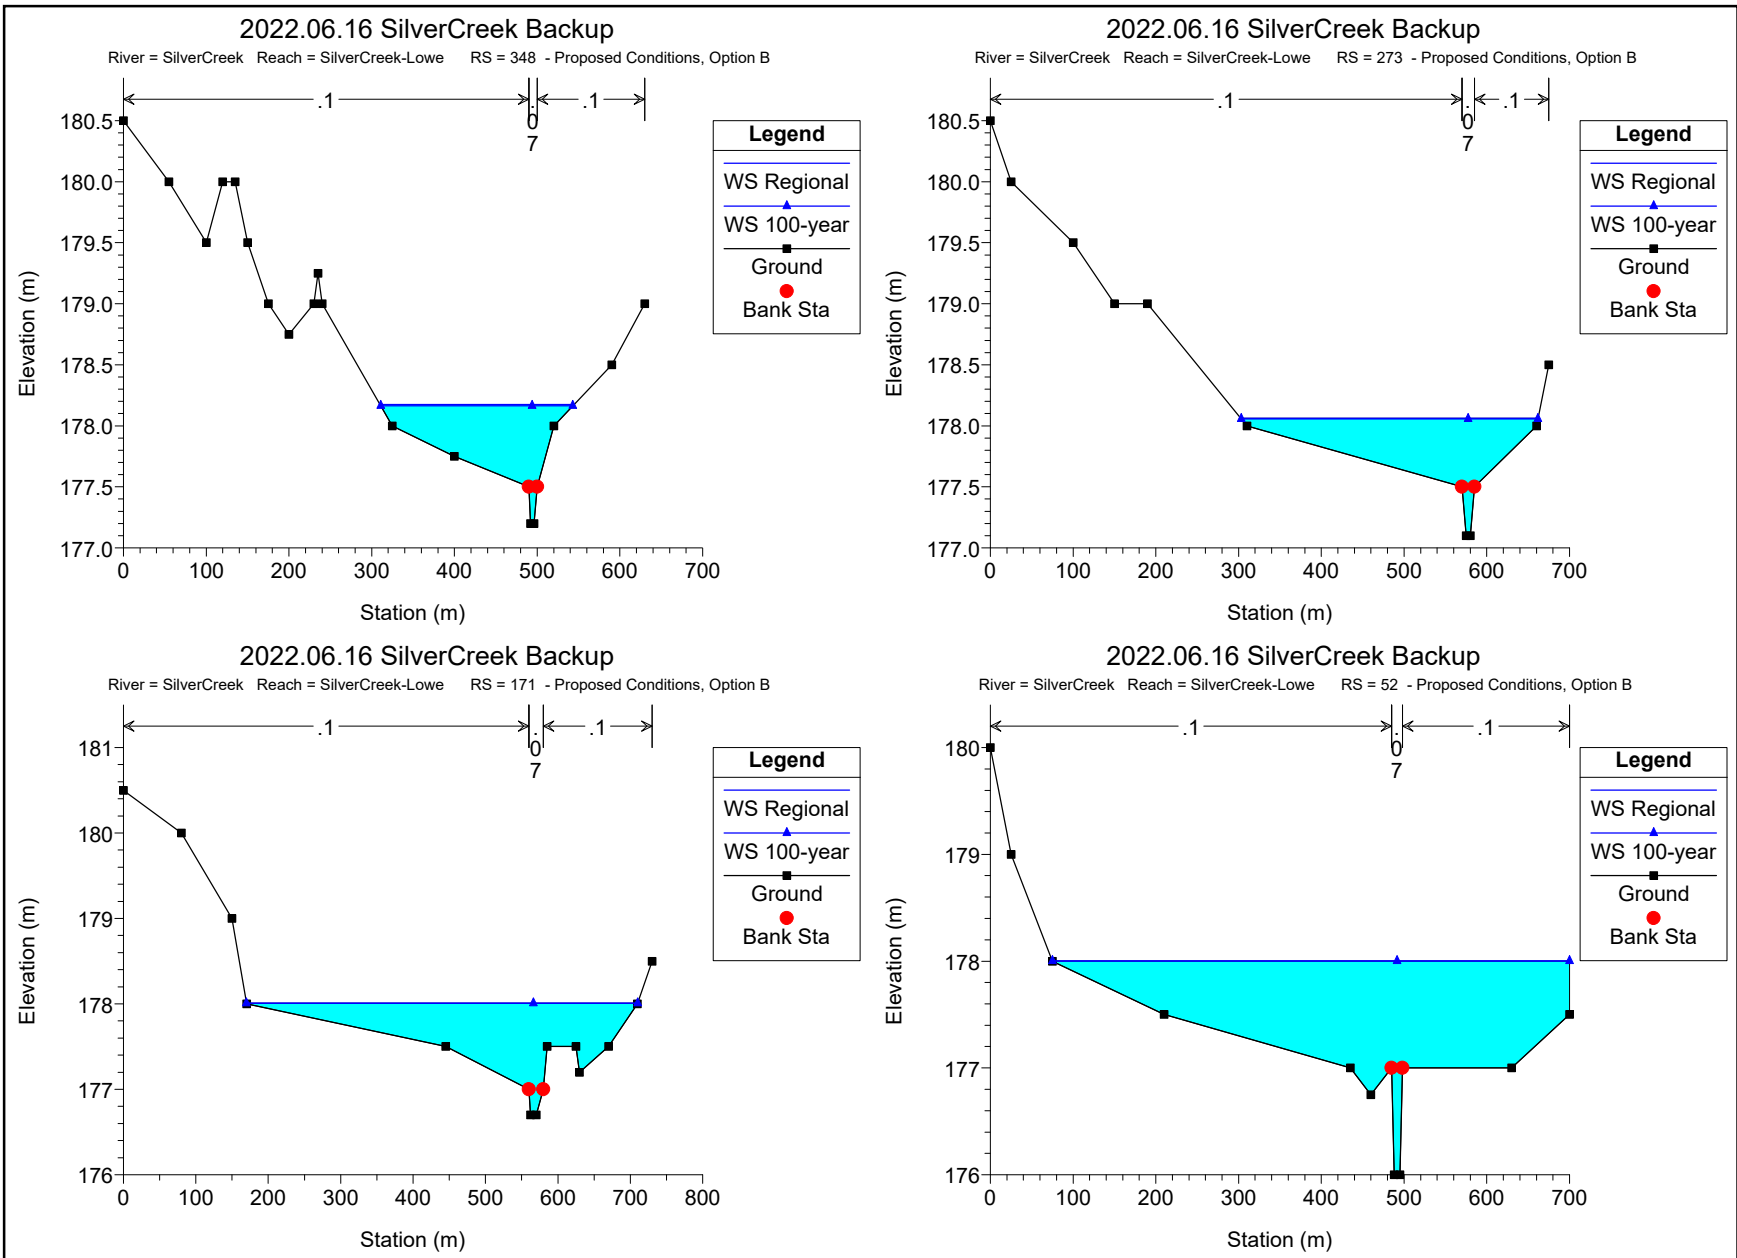 2022.06.16 SilverCreek Backup
River = SilverCreek Reach = SilverCreek-Lowe RS = 348 - Proposed Conditions, Option B
.1
.
0
7
.1
180.5
180.0
179.5
179.0
178.5
178.0
177.5
177.0
Elevation (m)
0 100 200 300 400 500 600 700
Station (m)
Legend
WS Regional
WS 100-year
Ground
Bank Sta
2022.06.16 SilverCreek Backup
River = SilverCreek Reach = SilverCreek-Lowe RS = 273 - Proposed Conditions, Option B
.1
.
0
7
.1
180.5
180.0
179.5
179.0
178.5
178.0
177.5
177.0
Elevation (m)
0 100 200 300 400 500 600 700
Station (m)
Legend
WS Regional
WS 100-year
Ground
Bank Sta
2022.06.16 SilverCreek Backup
River = SilverCreek Reach = SilverCreek-Lowe RS = 171 - Proposed Conditions, Option B
.1
.
0
7
.1
181
180
179
178
177
176
Elevation (m)
0 100 200 300 400 500 600 700 800
Station (m)
Legend
WS Regional
WS 100-year
Ground
Bank Sta
2022.06.16 SilverCreek Backup
River = SilverCreek Reach = SilverCreek-Lowe RS = 52 - Proposed Conditions, Option B
.1
.
0
7
.1
180
179
178
177
176
Elevation (m)
0 100 200 300 400 500 600 700
Station (m)
Legend
WS Regional
WS 100-year
Ground
Bank Sta